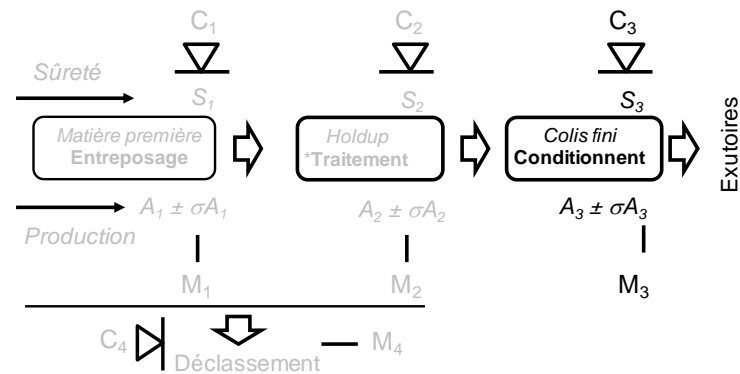 C1 C2 C3
Sûreté
S1 S2 S3
Matière première Holdup Colis fini
Entreposage *Traitement Conditionnent
Exutoires
A1 ± σA1 A2 ± σA2 A3 ± σA3
Production
M1 M2 M3
C4 M4
Déclassement